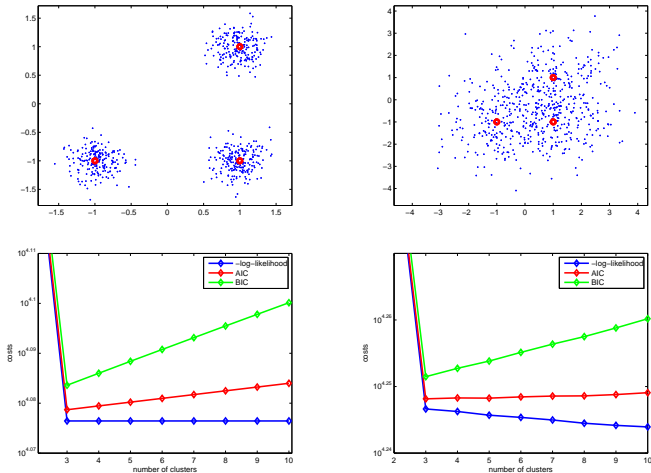 1.5
1
0.5
0
−0.5
−1
−1.5
−1.5 −1 −0.5 0 0.5 1 1.5
4
3
2
1
0
−1
−2
−3
−4
−4 −3 −2 −1 0 1 2 3 4
10^4.11
10^4.1
10^4.09
10^4.08
10^4.07
costs
−log−likelihood
AIC
BIC
3 4 5 6 7 8 9 10
number of clusters
10^4.26
10^4.25
10^4.24
costs
−log−likelihood
AIC
BIC
2 3 4 5 6 7 8 9 10
number of clusters